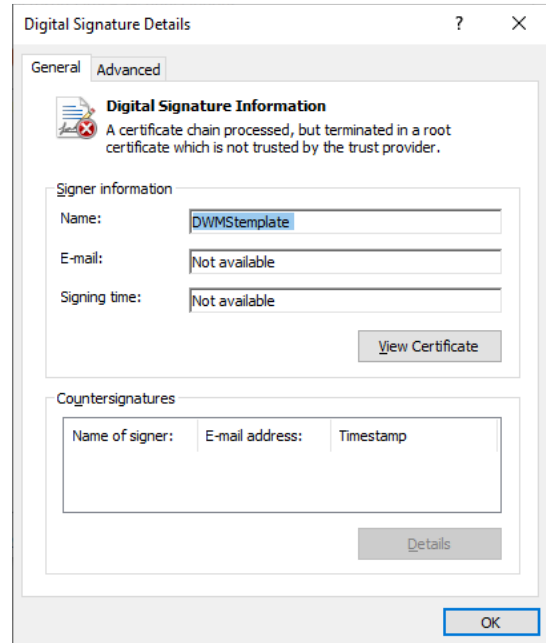 Digital Signature Details ? ×
General Advanced
Digital Signature Information
A certificate chain processed, but terminated in a root
certificate which is not trusted by the trust provider.
Signer information
Name: DWMStemplate
E-mail: Not available
Signing time: Not available
View Certificate
Countersignatures
Name of signer: E-mail address: Timestamp
Details
OK